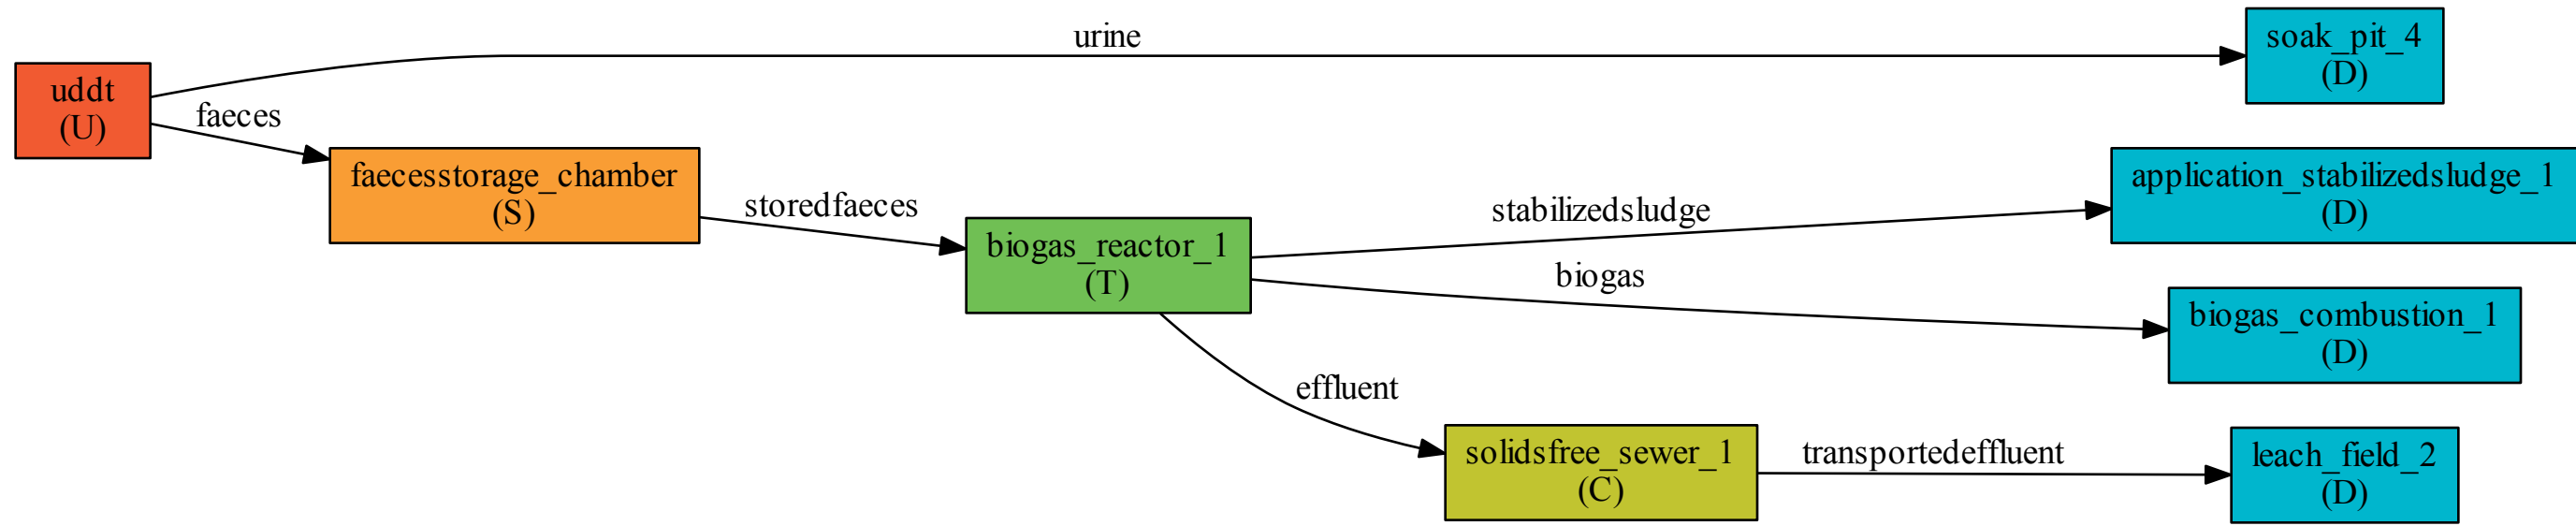 urine
soak_pit_4
(D)
uddt
(U)
faeces
faecesstorage_chamber
(S)
storedfaeces
biogas_reactor_1
(T)
stabilizedsludge
application_stabilizedsludge_1
(D)
biogas
biogas_combustion_1
(D)
effluent
solidsfree_sewer_1
(C)
transportedeffluent
leach_field_2
(D)